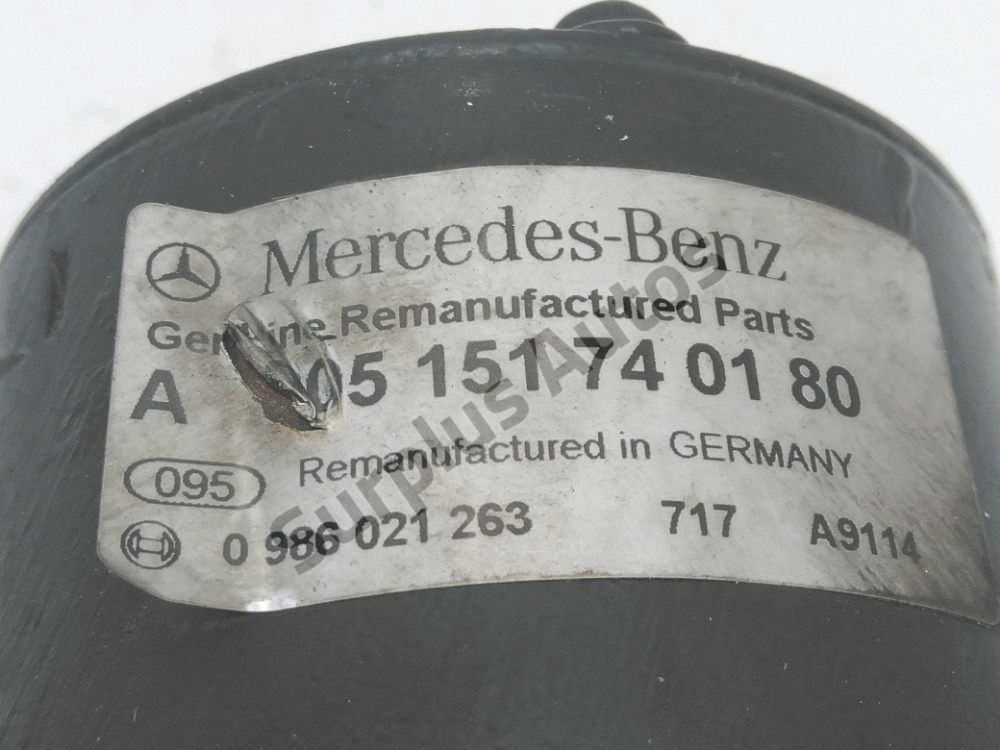 Mercedes-Benz
Genuine Remanufactured Parts
A 05 151 74 01 80
Remanufactured in GERMANY
095
0 986 021 263 717 A9114
Surplus Autos